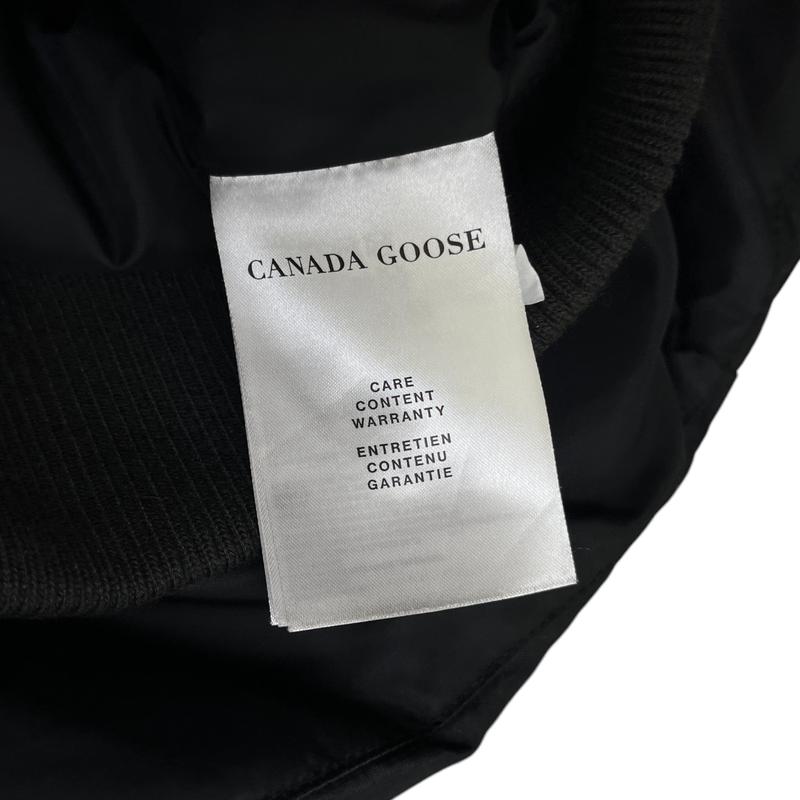 CANADA GOOSE
CARE
CONTENT
WARRANTY
ENTRETIEN
CONTENU
GARANTIE